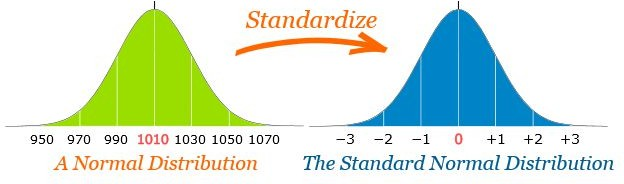 Standardize
950 970 990 1010 1030 1050 1070
−3 −2 −1 0 +1 +2 +3
A Normal Distribution
The Standard Normal Distribution